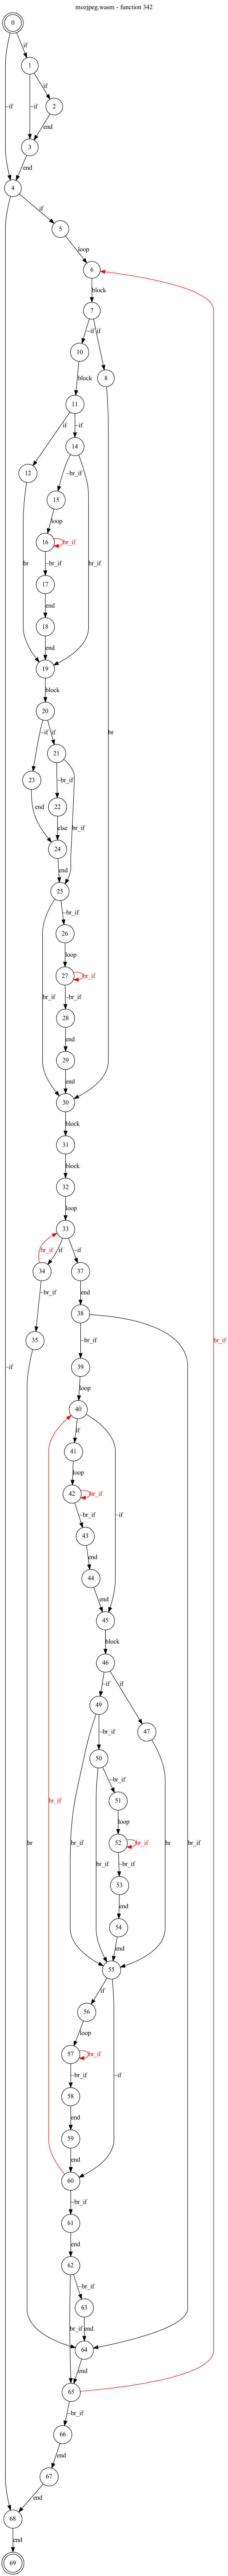 mozjpeg.wasm - function 342
0
if
1
~if
if
~if
2
end
3
end
4
if
5
loop
6
block
7
~if
if
10
8
block
11
if
~if
14
12
~br_if
15
loop
16
br_if
br
br_if
~br_if
17
end
18
end
19
br
block
20
~if
if
21
23
~br_if
22
end
else
br_if
24
end
25
~br_if
26
loop
27
br_if
br_if
~br_if
28
end
29
end
30
block
31
block
32
loop
33
br_if
if
~if
34
37
~br_if
end
35
38
br_if
~br_if
39
loop
40
if
41
~if
loop
42
br_if
~br_if
43
end
44
end
45
block
46
~if
if
49
47
~br_if
50
~br_if
51
~if
br_if
loop
52
br_if
br
br_if
br_if
br
br_if
~br_if
53
end
54
end
55
if
56
~if
loop
57
br_if
~br_if
58
end
59
end
60
~br_if
61
end
62
~br_if
63
br_if
end
64
end
65
~br_if
66
end
67
end
68
end
69